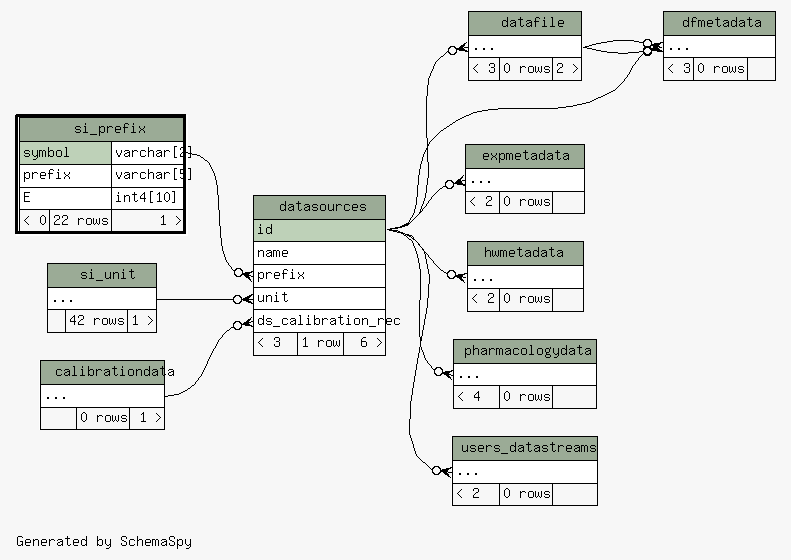 si_prefix
symbol varchar[2]
prefix varchar[5]
E int4[10]
< 0 22 rows 1 >
si_unit
...
42 rows 1 >
calibrationdata
...
0 rows 1 >
datasources
id
name
prefix
unit
ds_calibration_rec
< 3 1 row 6 >
datafile
...
< 3 0 rows 2 >
dfmetadata
...
< 3 0 rows
expmetadata
...
< 2 0 rows
hwmetadata
...
< 2 0 rows
pharmacologydata
...
< 4 0 rows
users_datastreams
...
< 2 0 rows
Generated by SchemaSpy